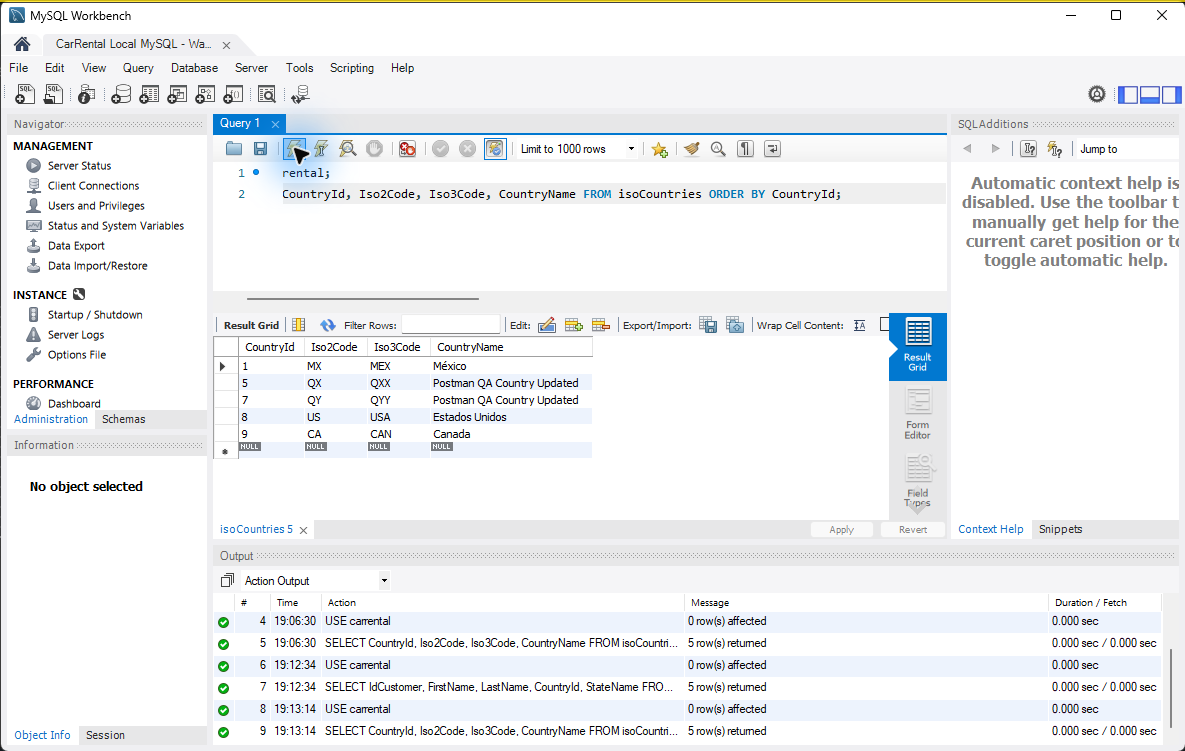 MySQL Workbench
CarRental Local MySQL - Wa...
File Edit View Query Database Server Tools Scripting Help
Navigator
MANAGEMENT
Server Status
Client Connections
Users and Privileges
Status and System Variables
Data Export
Data Import/Restore
INSTANCE
Startup / Shutdown
Server Logs
Options File
PERFORMANCE
Dashboard
Administration Schemas
Information
No object selected
Object Info Session
Query 1
Limit to 1000 rows
1 rental;
2 CountryId, Iso2Code, Iso3Code, CountryName FROM isoCountries ORDER BY CountryId;
Result Grid Filter Rows: Edit: Export/Import: Wrap Cell Content:
CountryId Iso2Code Iso3Code CountryName
1 MX MEX México
5 QX QXX Postman QA Country Updated
7 QY QYY Postman QA Country Updated
8 US USA Estados Unidos
9 CA CAN Canada
NULL NULL NULL NULL
Result
Grid
Form
Editor
Field
Types
isoCountries 5 Apply Revert
SQLAdditions
Jump to
Automatic context help is
disabled. Use the toolbar t
manually get help for the
current caret position or to
toggle automatic help.
Context Help Snippets
Output
Action Output
# Time Action Message Duration / Fetch
4 19:06:30 USE carrental 0 row(s) affected 0.000 sec
5 19:06:30 SELECT CountryId, Iso2Code, Iso3Code, CountryName FROM isoCountri... 5 row(s) returned 0.000 sec / 0.000 sec
6 19:12:34 USE carrental 0 row(s) affected 0.000 sec
7 19:12:34 SELECT IdCustomer, FirstName, LastName, CountryId, StateName FRO... 5 row(s) returned 0.000 sec / 0.000 sec
8 19:13:14 USE carrental 0 row(s) affected 0.000 sec
9 19:13:14 SELECT CountryId, Iso2Code, Iso3Code, CountryName FROM isoCountri... 5 row(s) returned 0.000 sec / 0.000 sec